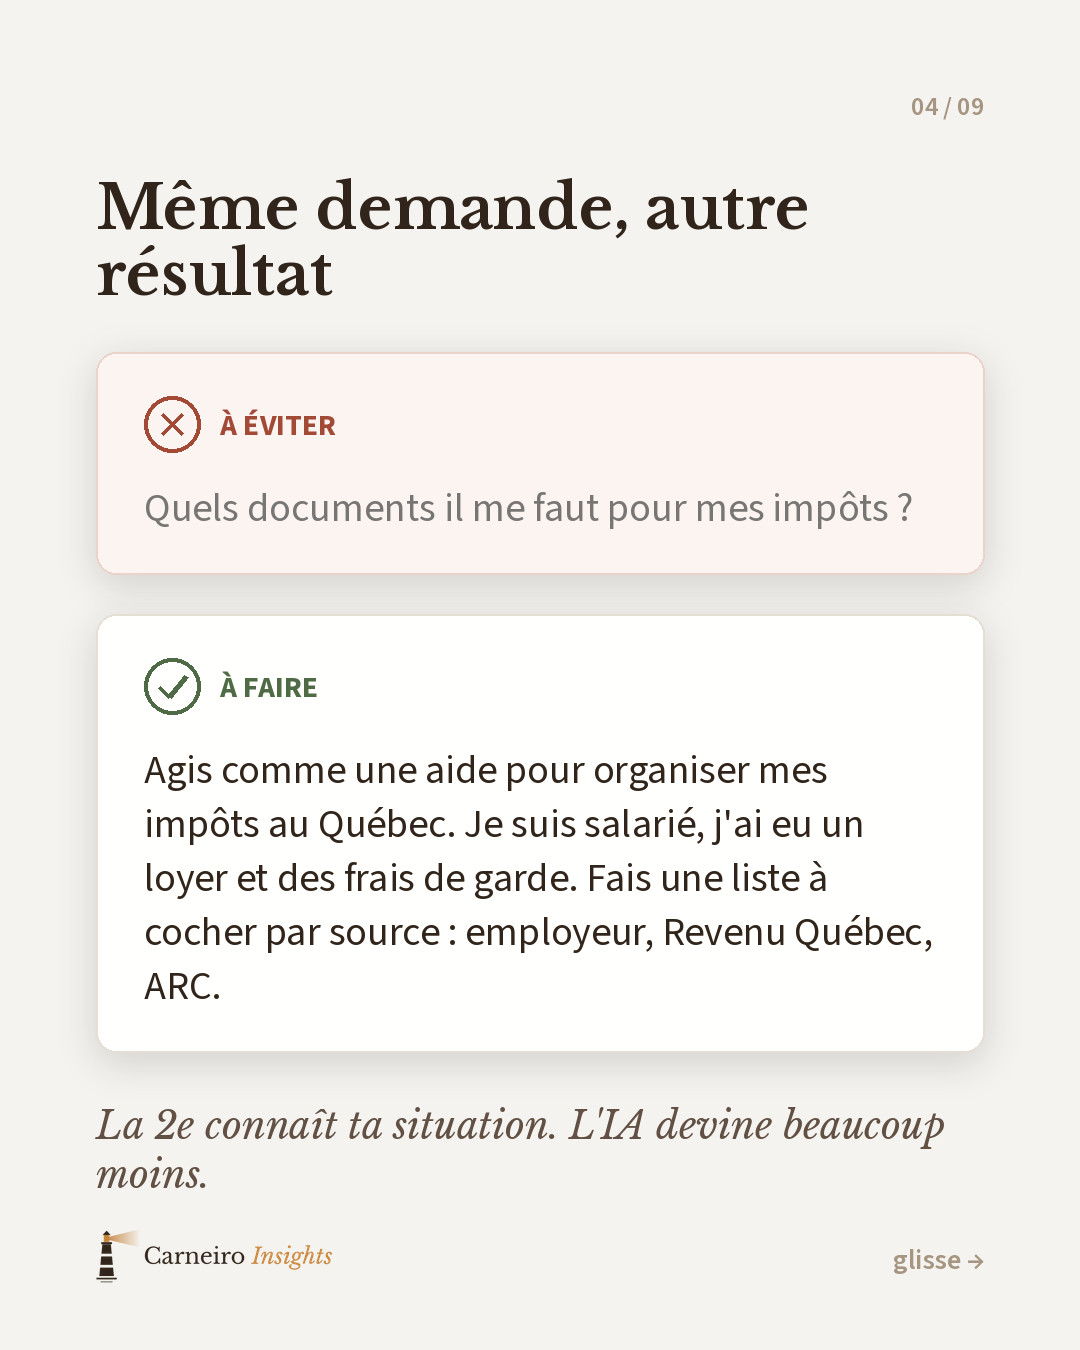 04 / 09
Même demande, autre
résultat
À ÉVITER
Quels documents il me faut pour mes impôts ?
À FAIRE
Agis comme une aide pour organiser mes
impôts au Québec. Je suis salarié, j'ai eu un
loyer et des frais de garde. Fais une liste à
cocher par source : employeur, Revenu Québec,
ARC.
La 2e connaît ta situation. L'IA devine beaucoup
moins.
Carneiro Insights
glisse →